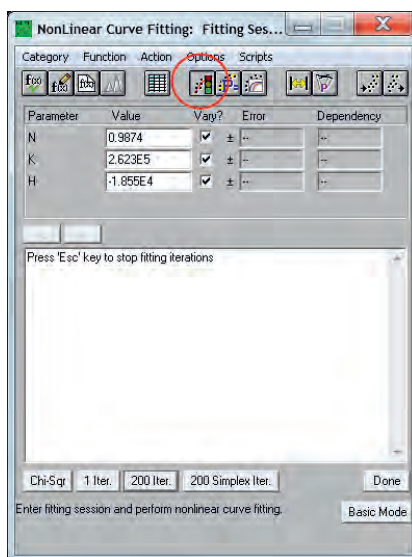 NonLinear Curve Fitting: Fitting Ses...
Category Function Action Options Scripts
Parameter Value Vary? Error Dependency
N 0.9874 ± -- --
K 2.623E5 ± -- --
H -1.855E4 ± -- --
Press 'Esc' key to stop fitting iterations
Chi-Sqr 1 Iter. 200 Iter. 200 Simplex Iter. Done
Enter fitting session and perform nonlinear curve fitting. Basic Mode